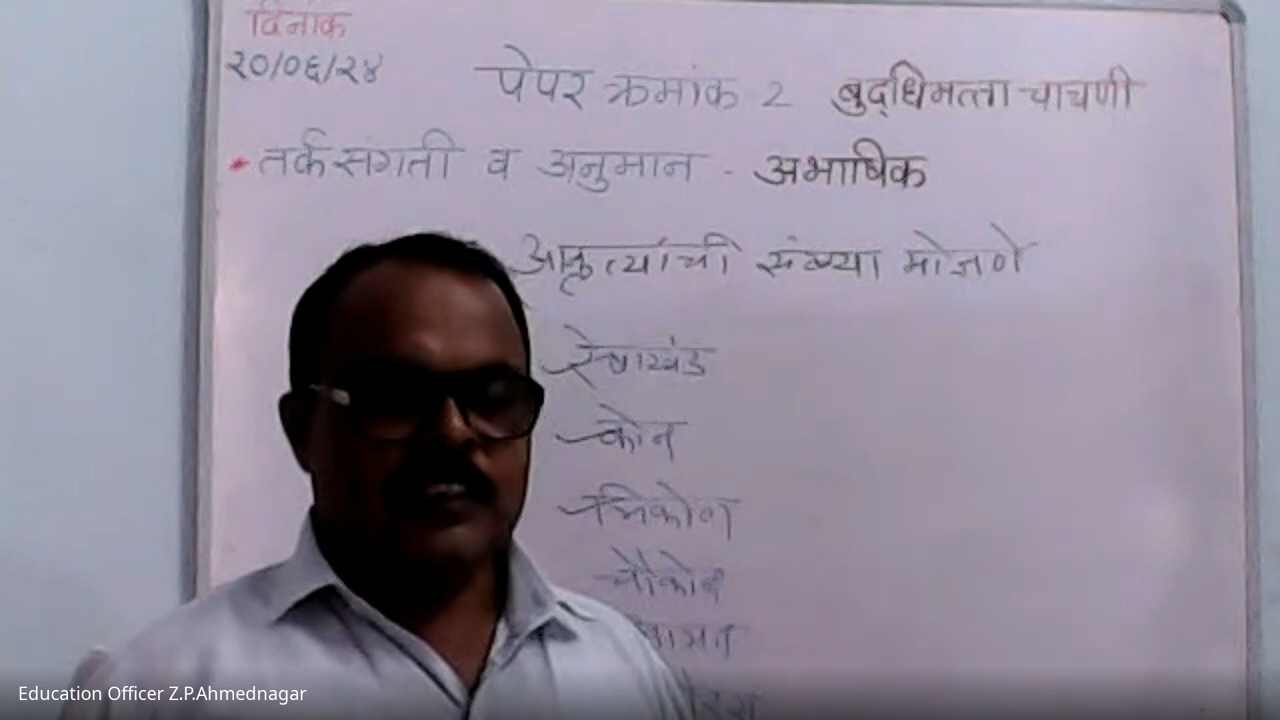 दिनांक
२०/०६/२४
पेपर क्रमांक 2 बुद्धिमत्ता चाचणी
* तर्कसंगती व अनुमान - अभाषिक
आकृत्यांची संख्या मोजणे
रेषाखंड
कोन
त्रिकोण
चौकोन
Education Officer Z.P.Ahmednagar